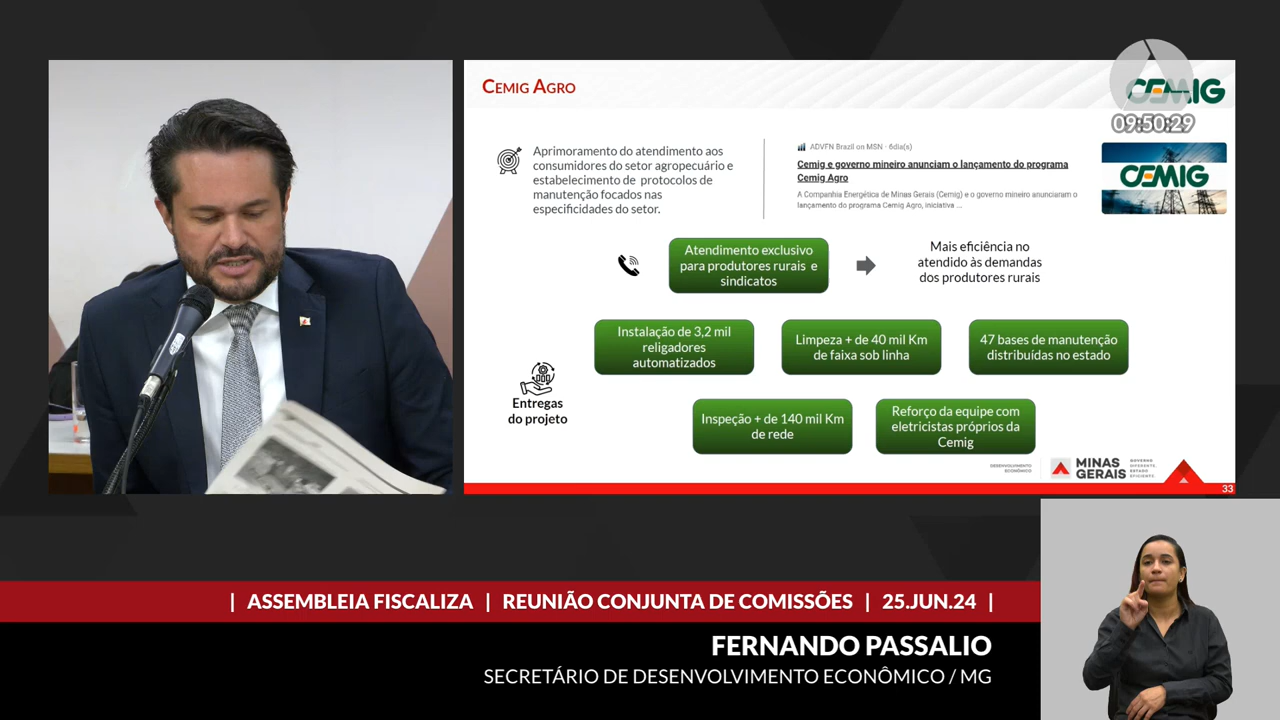 CEMIG AGRO
CEMIG
09:50:29
Aprimoramento do atendimento aos
consumidores do setor agropecuário e
estabelecimento de protocolos de
manutenção focados nas
especificidades do setor.
ADVFN Brazil on MSN · 6dia(s)
Cemig e governo mineiro anunciam o lançamento do programa
Cemig Agro
A Companhia Energética de Minas Gerais (Cemig) e o governo mineiro anunciaram o
lançamento do programa Cemig Agro, iniciativa ...
CEMIG
Atendimento exclusivo
para produtores rurais e
sindicatos
Mais eficiência no
atendido às demandas
dos produtores rurais
Instalação de 3,2 mil
religadores
automatizados
Limpeza + de 40 mil Km
de faixa sob linha
47 bases de manutenção
distribuídas no estado
Entregas
do projeto
Inspeção + de 140 mil Km
de rede
Reforço da equipe com
eletricistas próprios da
Cemig
DESENVOLVIMENTO
ECONÔMICO
MINAS
GERAIS
GOVERNO
DIFERENTE.
ESTADO
EFICIENTE.
33
| ASSEMBLEIA FISCALIZA | REUNIÃO CONJUNTA DE COMISSÕES | 25.JUN.24 |
FERNANDO PASSALIO
SECRETÁRIO DE DESENVOLVIMENTO ECONÔMICO / MG